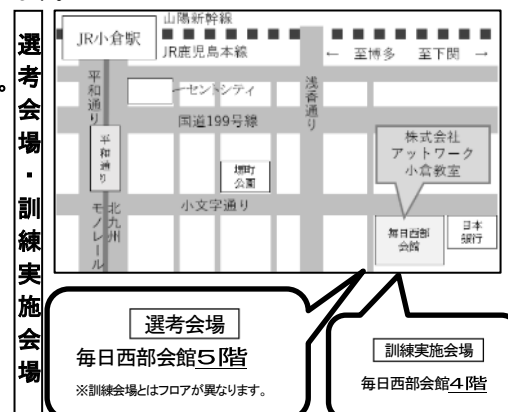 選考会場・訓練実施会場
。
山陽新幹線
JR小倉駅
JR鹿児島本線
← 至博多 至下関 →
平和通り
セントシティ
浅香通り
国道199号線
平和通り
株式会社
アットワーク
小倉教室
堺町
公園
小文字通り
北九州
モノレール
毎日西部
会館
日本
銀行
選考会場
毎日西部会館5階
※訓練会場とはフロアが異なります。
訓練実施会場
毎日西部会館4階